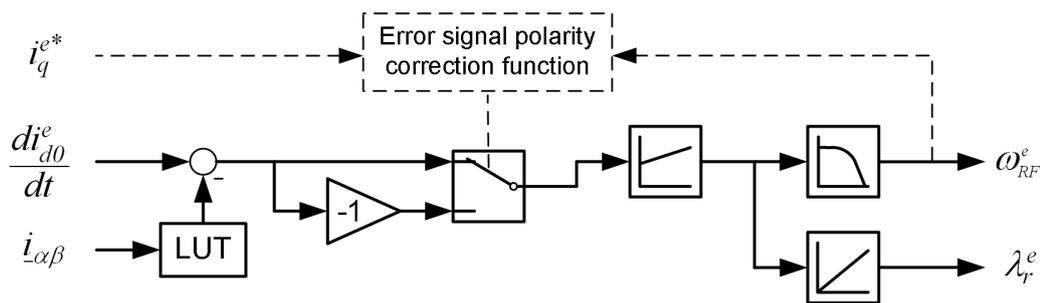 i_q^{e*}
Error signal polarity
correction function
di_{d0}^e
dt
-
-1
ω_{RF}^e
i_{αβ}
LUT
λ_r^e